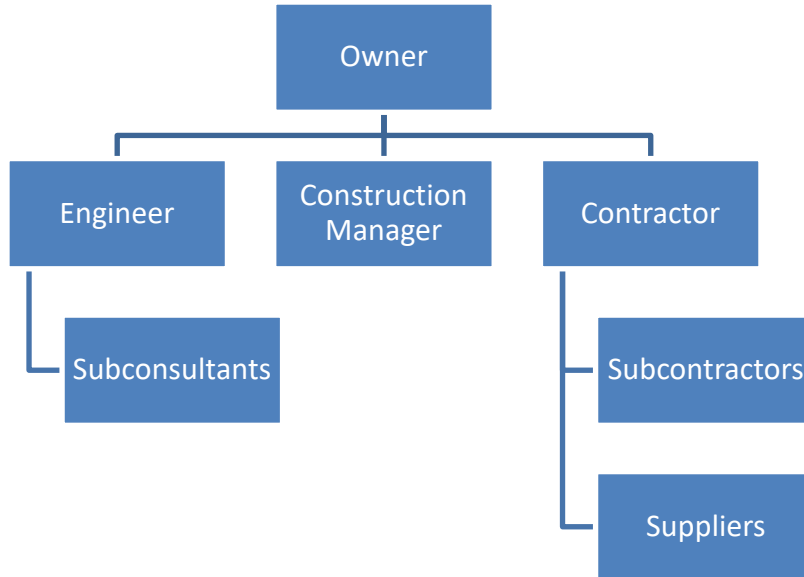 Owner
Engineer
Construction
Manager
Contractor
Subconsultants
Subcontractors
Suppliers